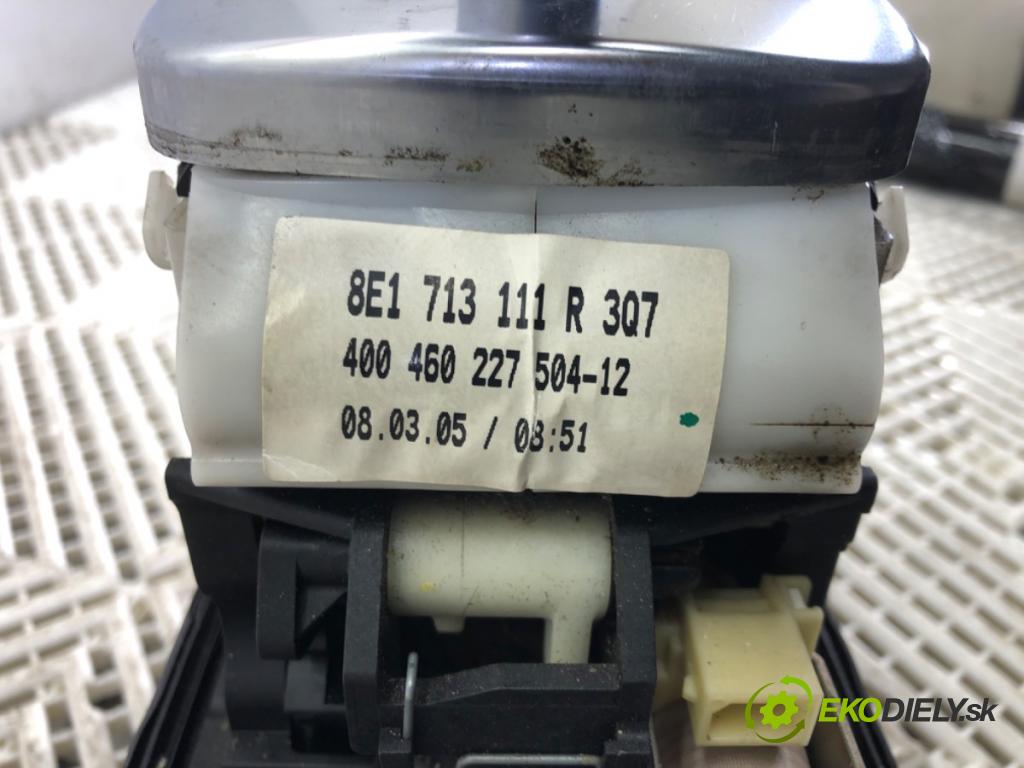 8E1 713 111 R 3Q7
400 460 227 504-12
08.03.05 / 08:51
EKODIELY.sk